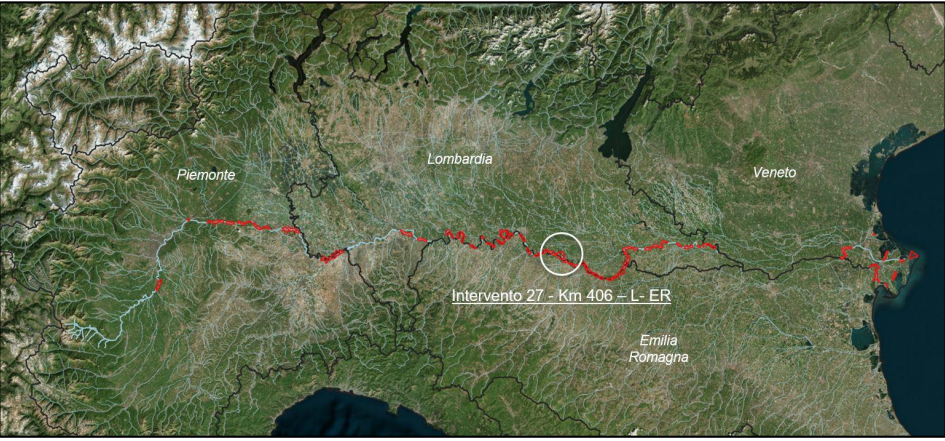 Lombardia
Piemonte
Veneto
Intervento 27 - Km 406 – L- ER
Emilia
Romagna